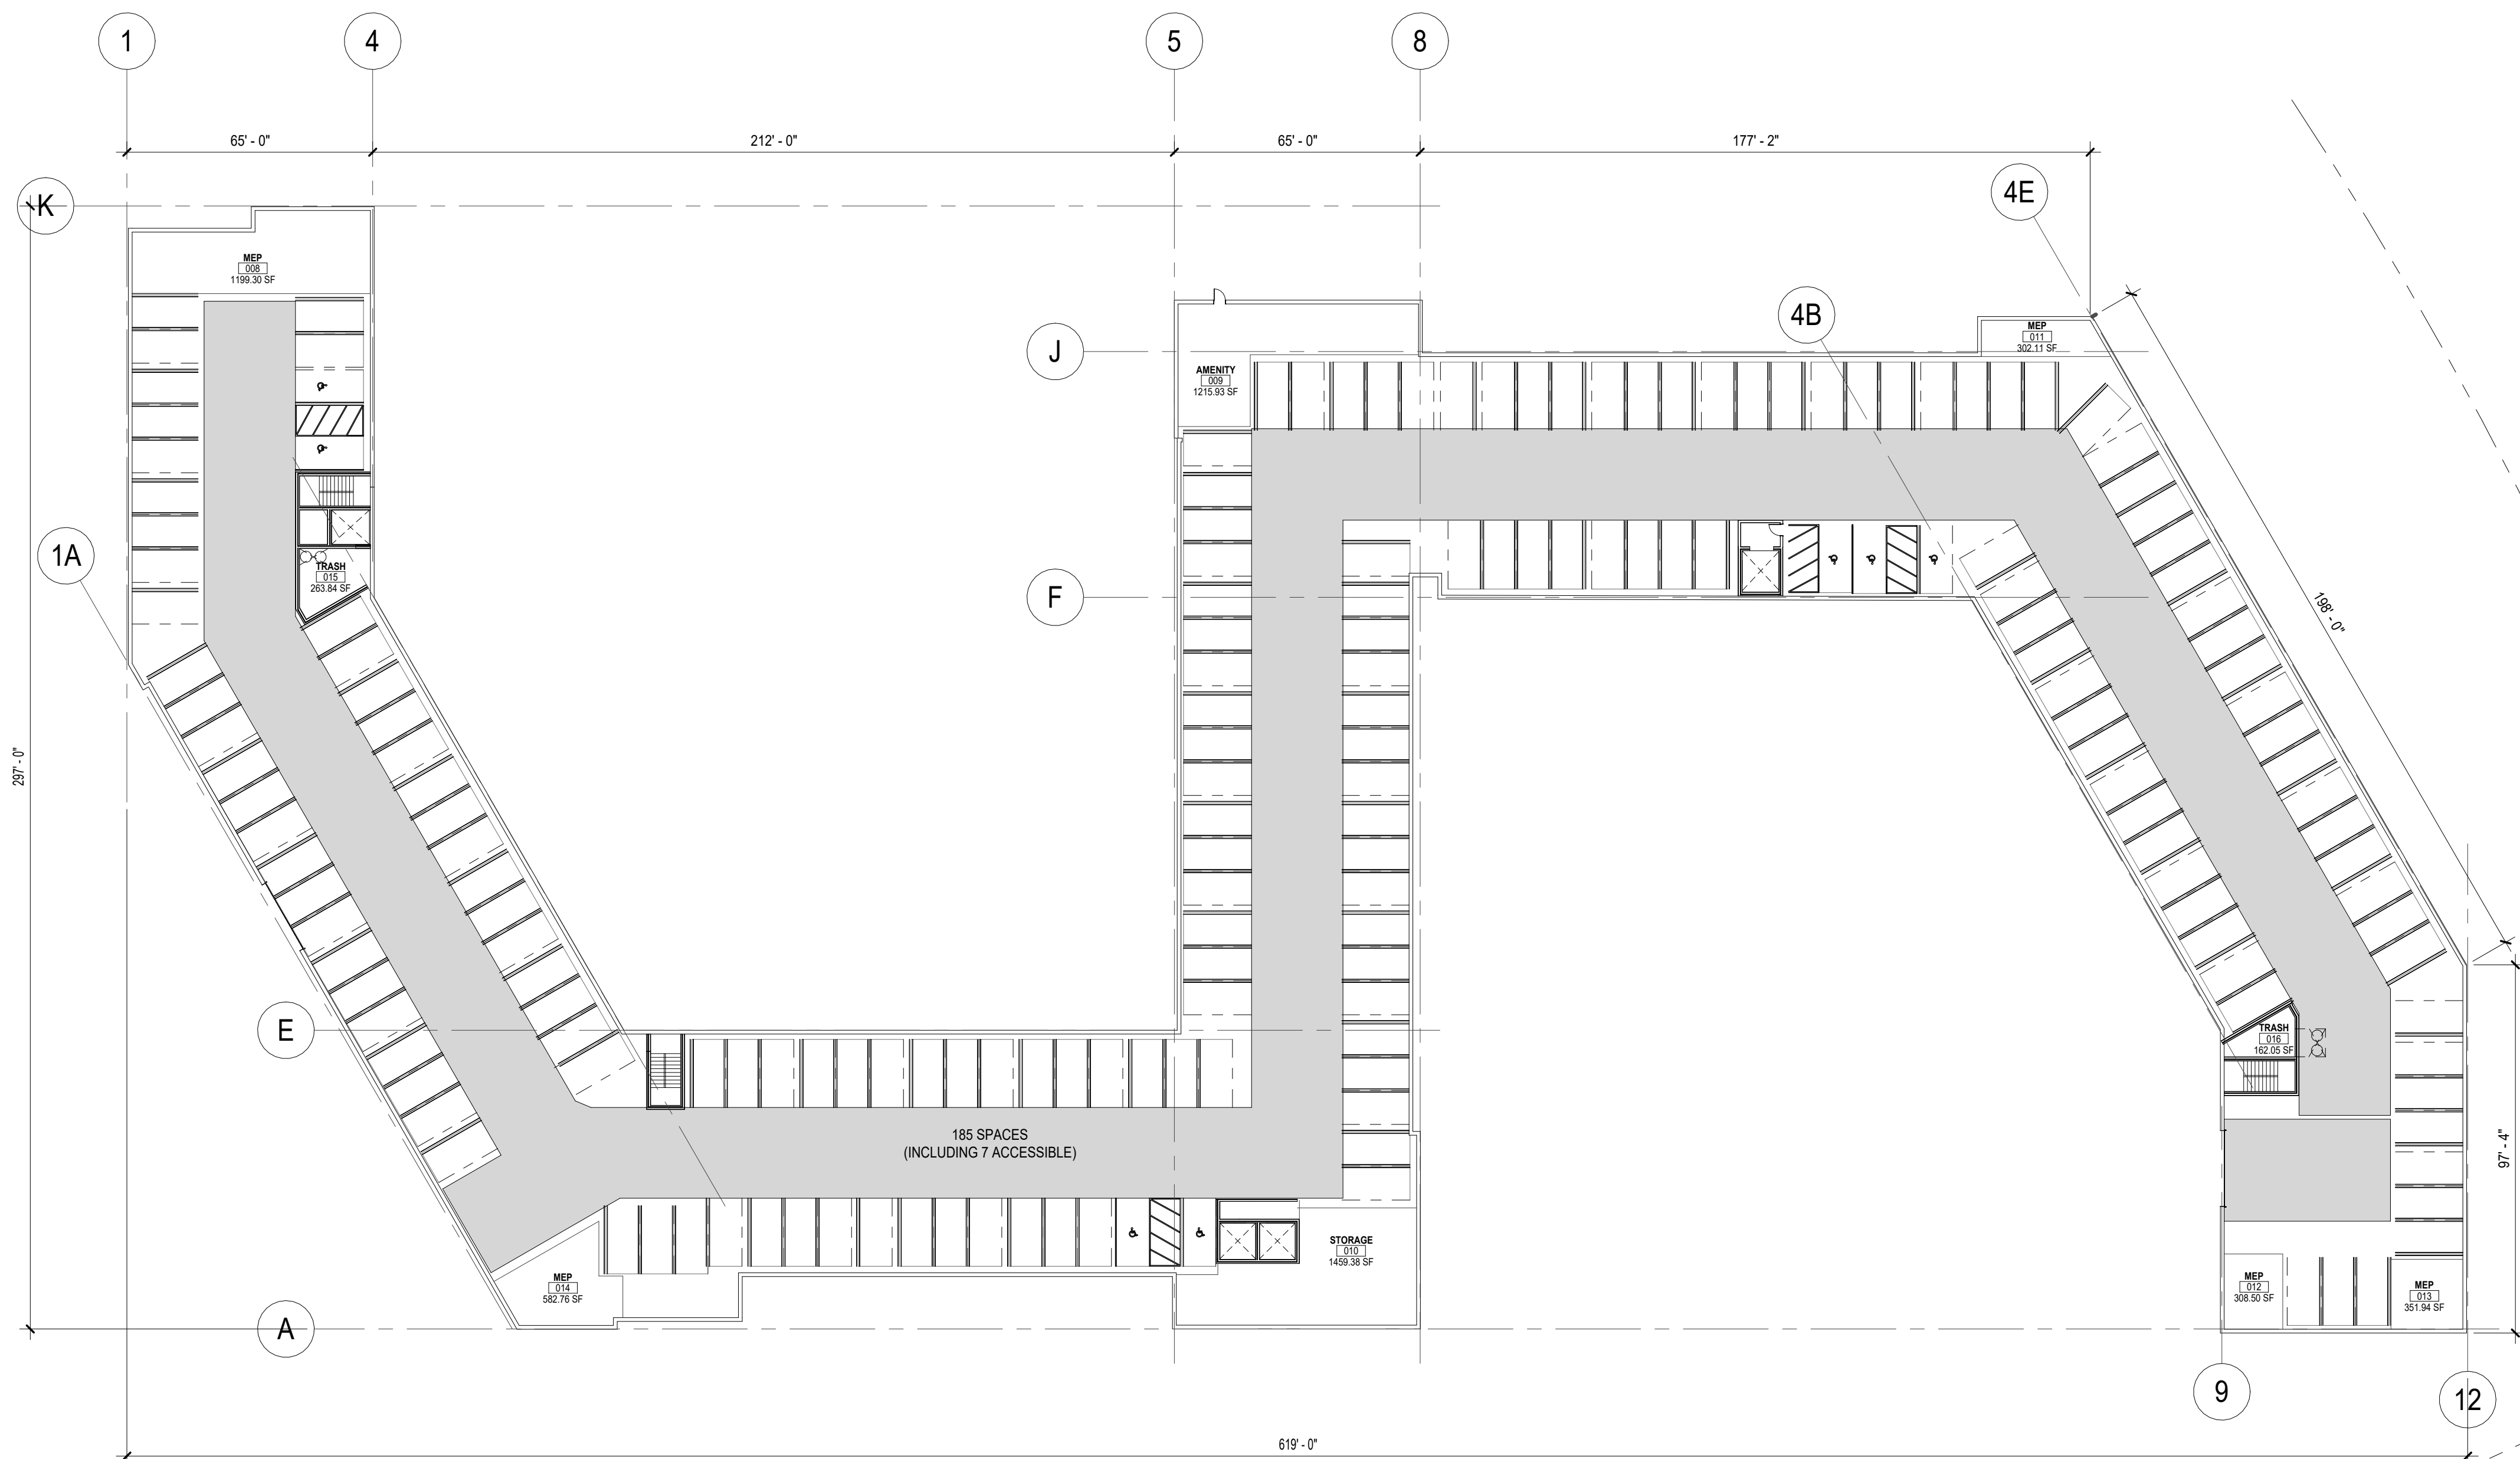 1
4
5
8
65' - 0"
212' - 0"
65' - 0"
177' - 2"
K
4E
MEP
008
1199.30 SF
4B
MEP
011
302.11 SF
J
AMENITY
009
1215.93 SF
1A
TRASH
015
263.84 SF
F
198' - 0"
297' - 0"
E
TRASH
016
162.05 SF
185 SPACES
(INCLUDING 7 ACCESSIBLE)
97' - 4"
STORAGE
010
1459.38 SF
MEP
014
582.76 SF
MEP
012
308.50 SF
MEP
013
351.94 SF
A
9
12
619' - 0"